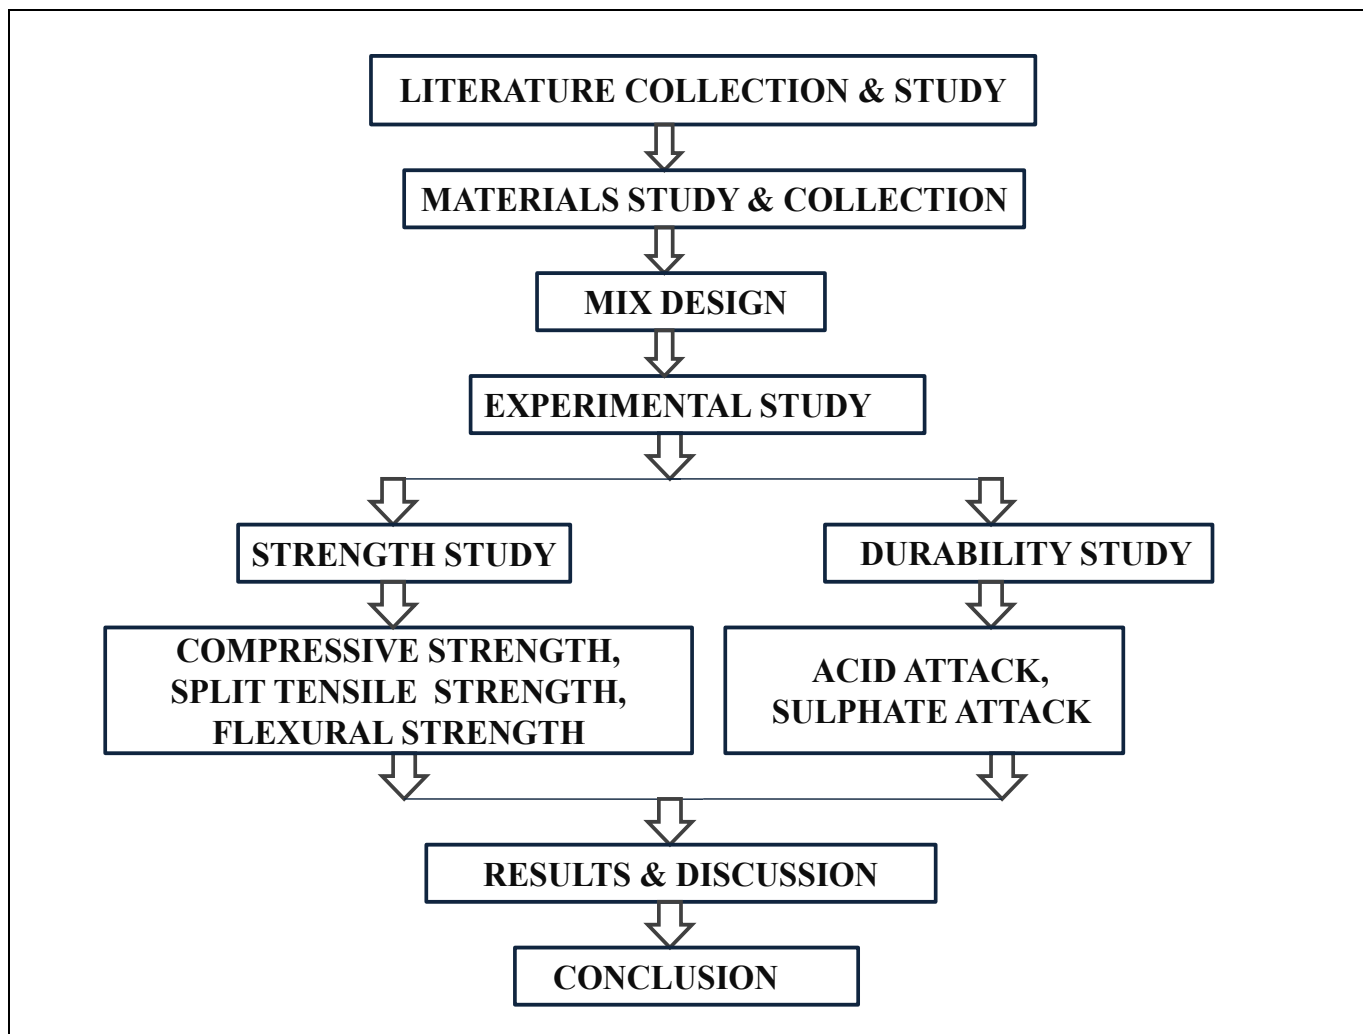 LITERATURE COLLECTION & STUDY
MATERIALS STUDY & COLLECTION
MIX DESIGN
EXPERIMENTAL STUDY
STRENGTH STUDY
DURABILITY STUDY
COMPRESSIVE STRENGTH,
SPLIT TENSILE STRENGTH,
FLEXURAL STRENGTH
ACID ATTACK,
SULPHATE ATTACK
RESULTS & DISCUSSION
CONCLUSION